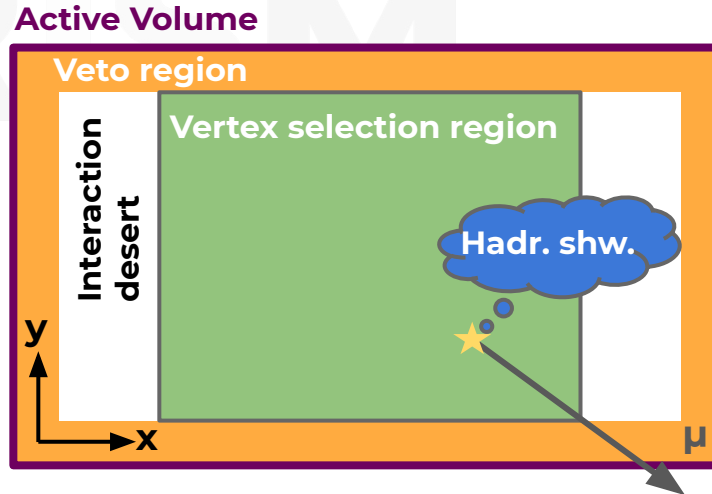 Active Volume
Veto region
Vertex selection region
Interaction
desert
Hadr. shw.
y
x
μ